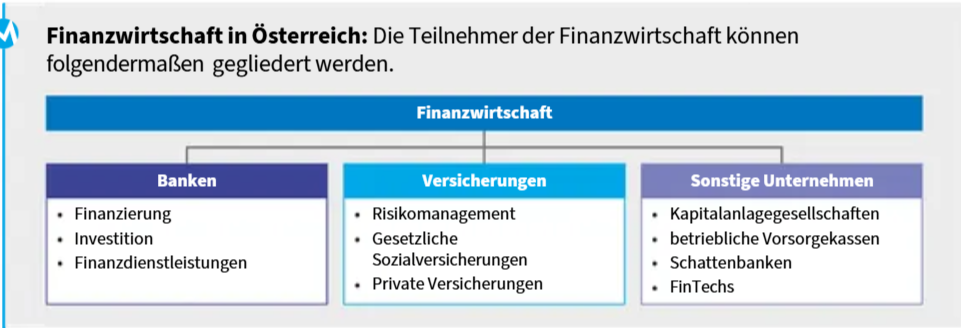 Finanzwirtschaft in Österreich: Die Teilnehmer der Finanzwirtschaft können
folgendermaßen gegliedert werden.
Finanzwirtschaft
Banken
• Finanzierung
• Investition
• Finanzdienstleistungen
Versicherungen
• Risikomanagement
• Gesetzliche
Sozialversicherungen
• Private Versicherungen
Sonstige Unternehmen
• Kapitalanlagegesellschaften
• betriebliche Vorsorgekassen
• Schattenbanken
• FinTechs